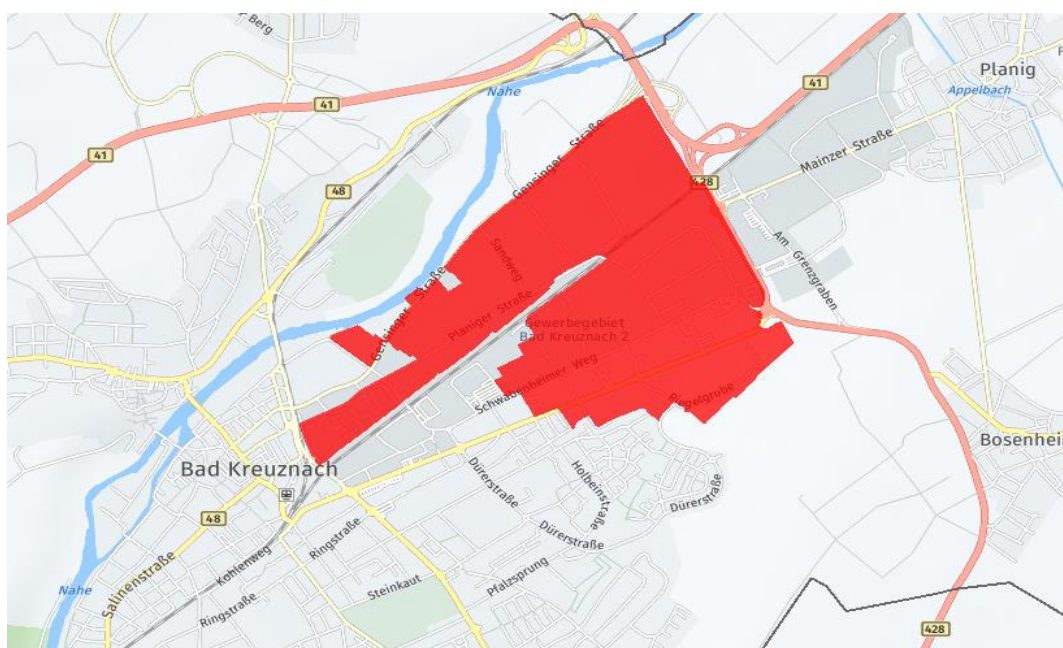 Berg
41
Nahe
Planig
Appelbach
41
Mainzer Straße
41
48
Gensinger Straße
428
Sandweg
Am Grenzgraben
Gensinger Straße
Planiger Straße
Gewerbegebiet
Bad Kreuznach 2
Schwabenheimer Weg
Riegelgrube
Bad Kreuznach
Bosenhei
Holbeinstraße
Dürerstraße
Dürerstraße
48
Ringstraße
Dürerstraße
Kohlenweg
Salinenstraße
Pfalzsprung
Steinkaut
Nahe
Ringstraße
428